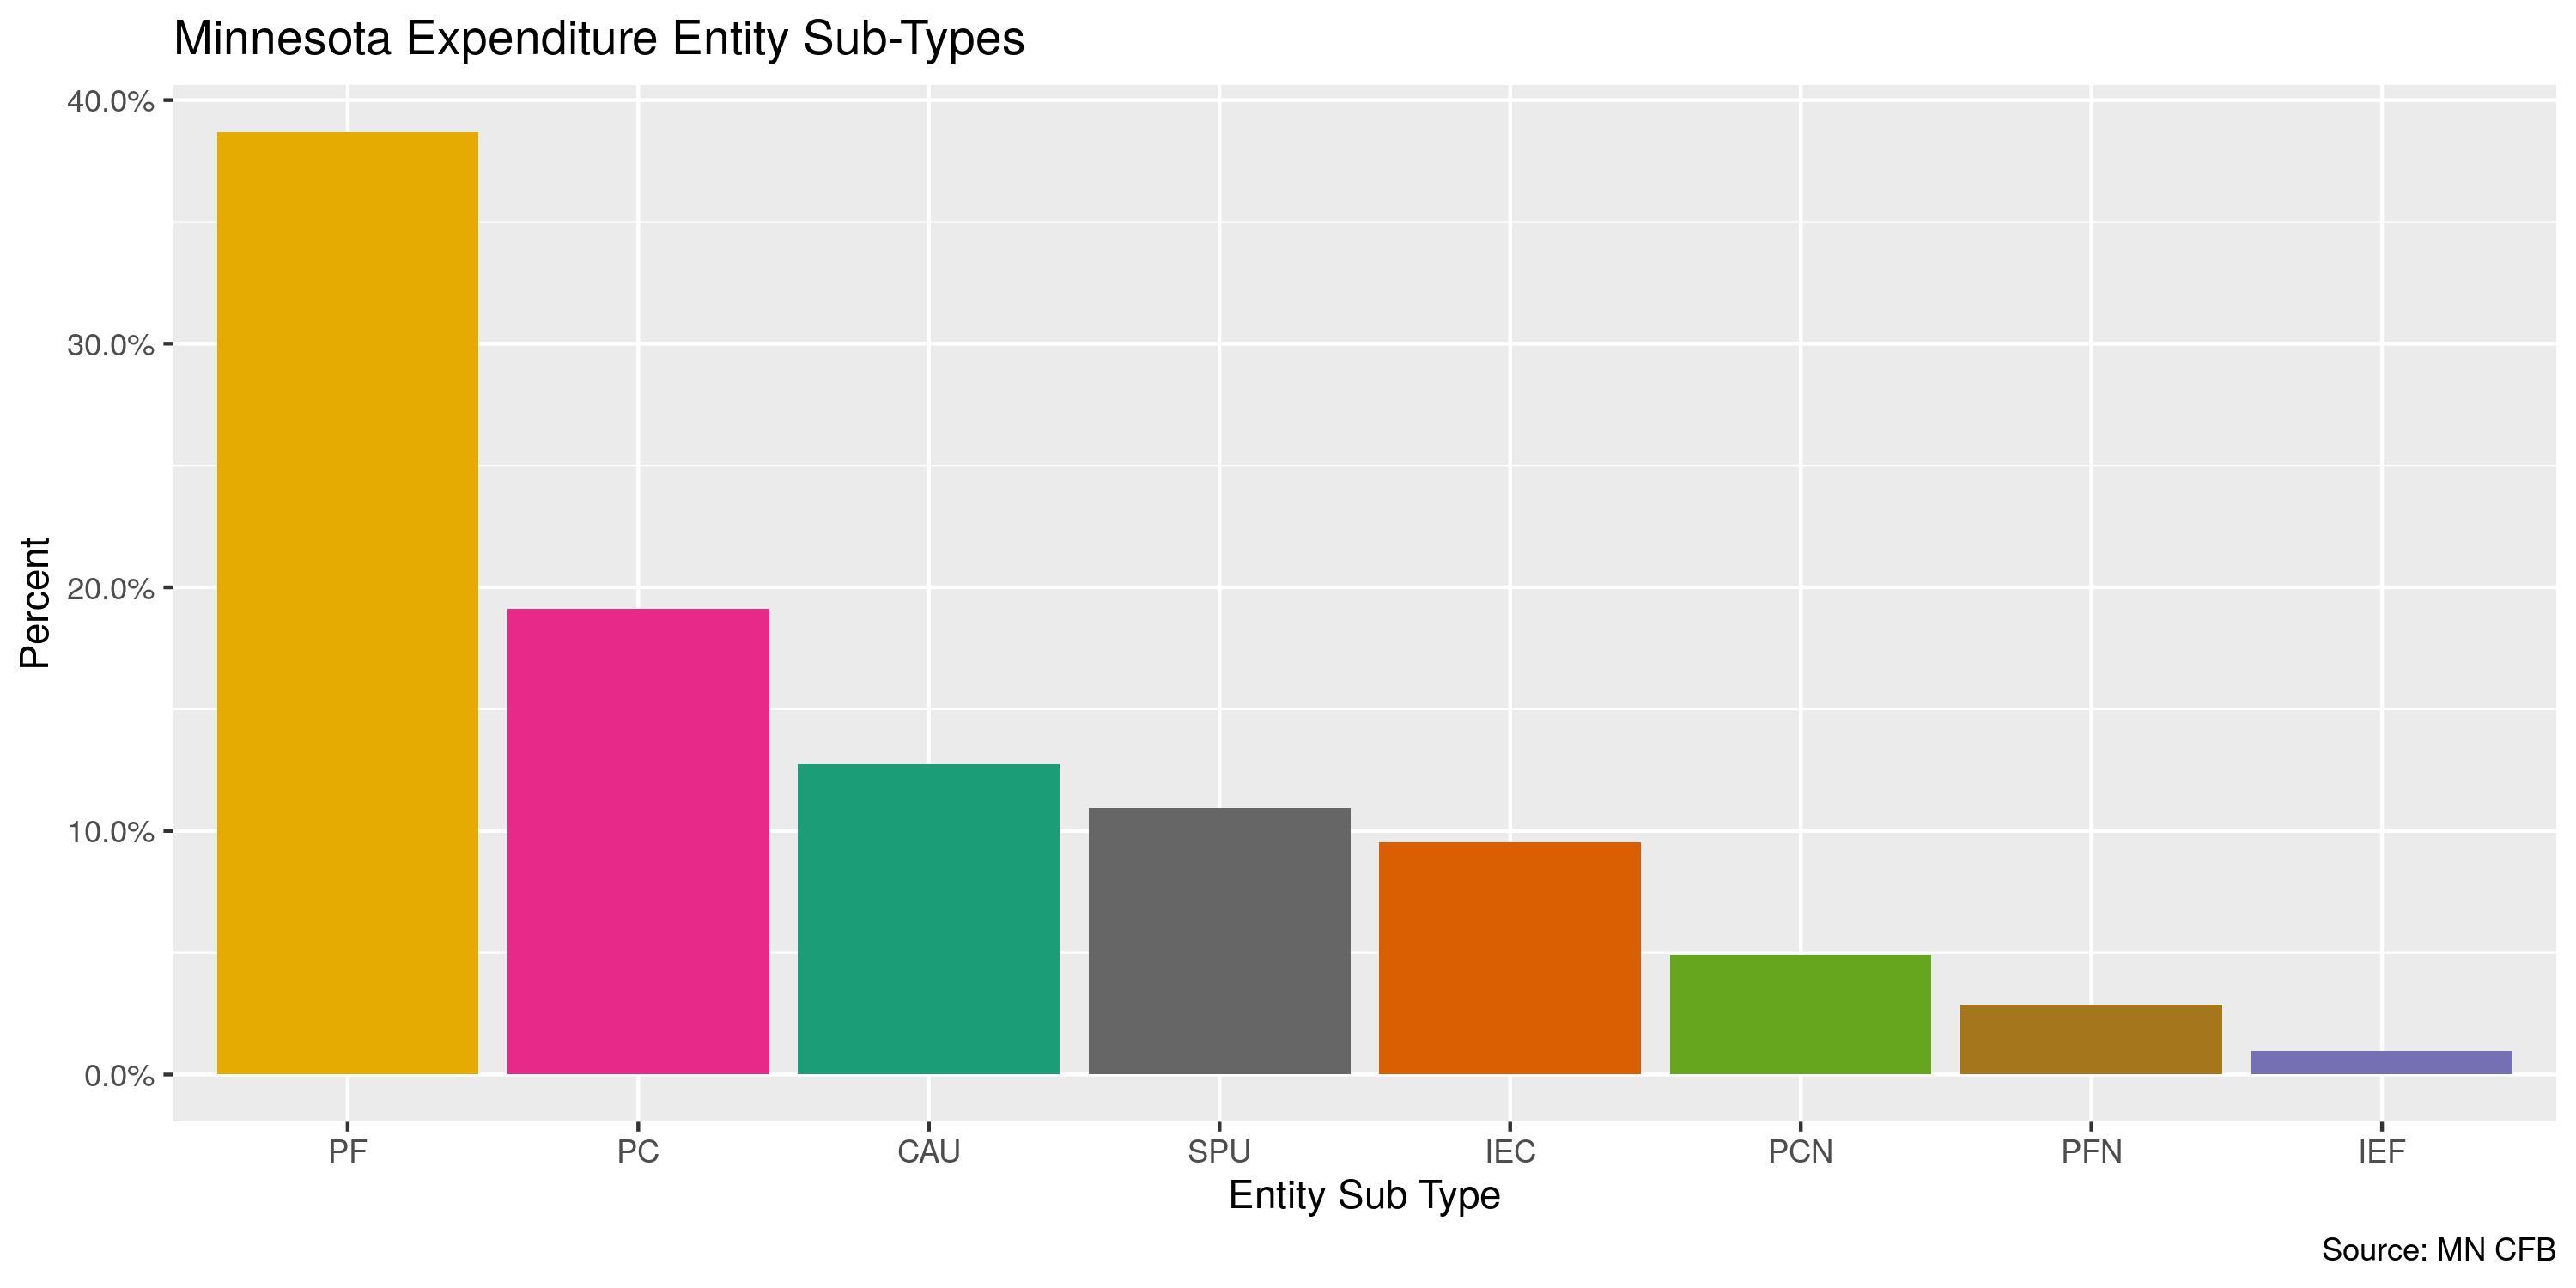 Minnesota Expenditure Entity Sub-Types
40.0%
30.0%
20.0%
10.0%
0.0%
Percent
PF PC CAU SPU IEC PCN PFN IEF
Entity Sub Type
Source: MN CFB